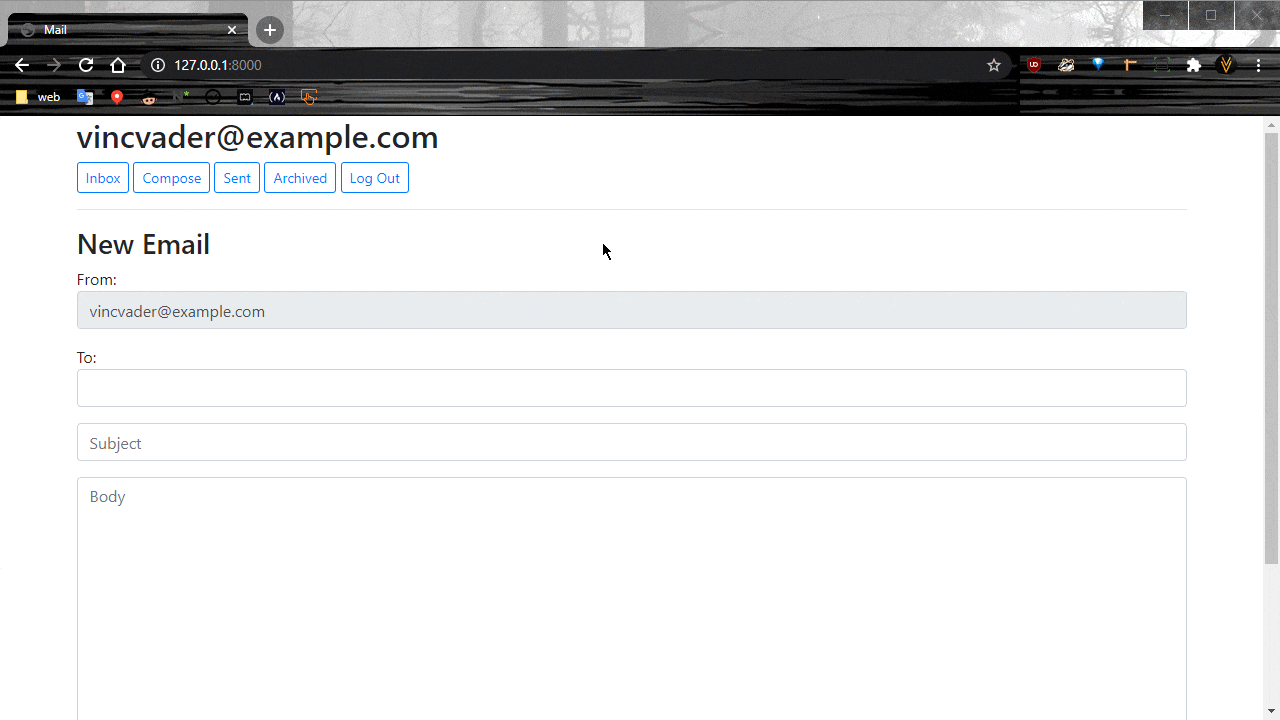 Mail
127.0.0.1:8000
web
vincvader@example.com
Inbox Compose Sent Archived Log Out
New Email
From:
vincvader@example.com
To:
Subject
Body